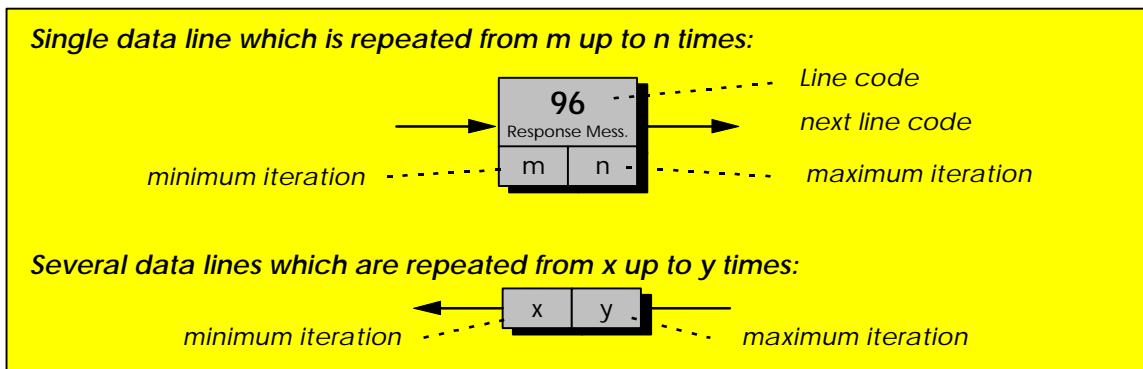 Single data line which is repeated from m up to n times:
96
Line code
Response Mess.
next line code
minimum iteration
m
n
maximum iteration
Several data lines which are repeated from x up to y times:
x
y
minimum iteration
maximum iteration